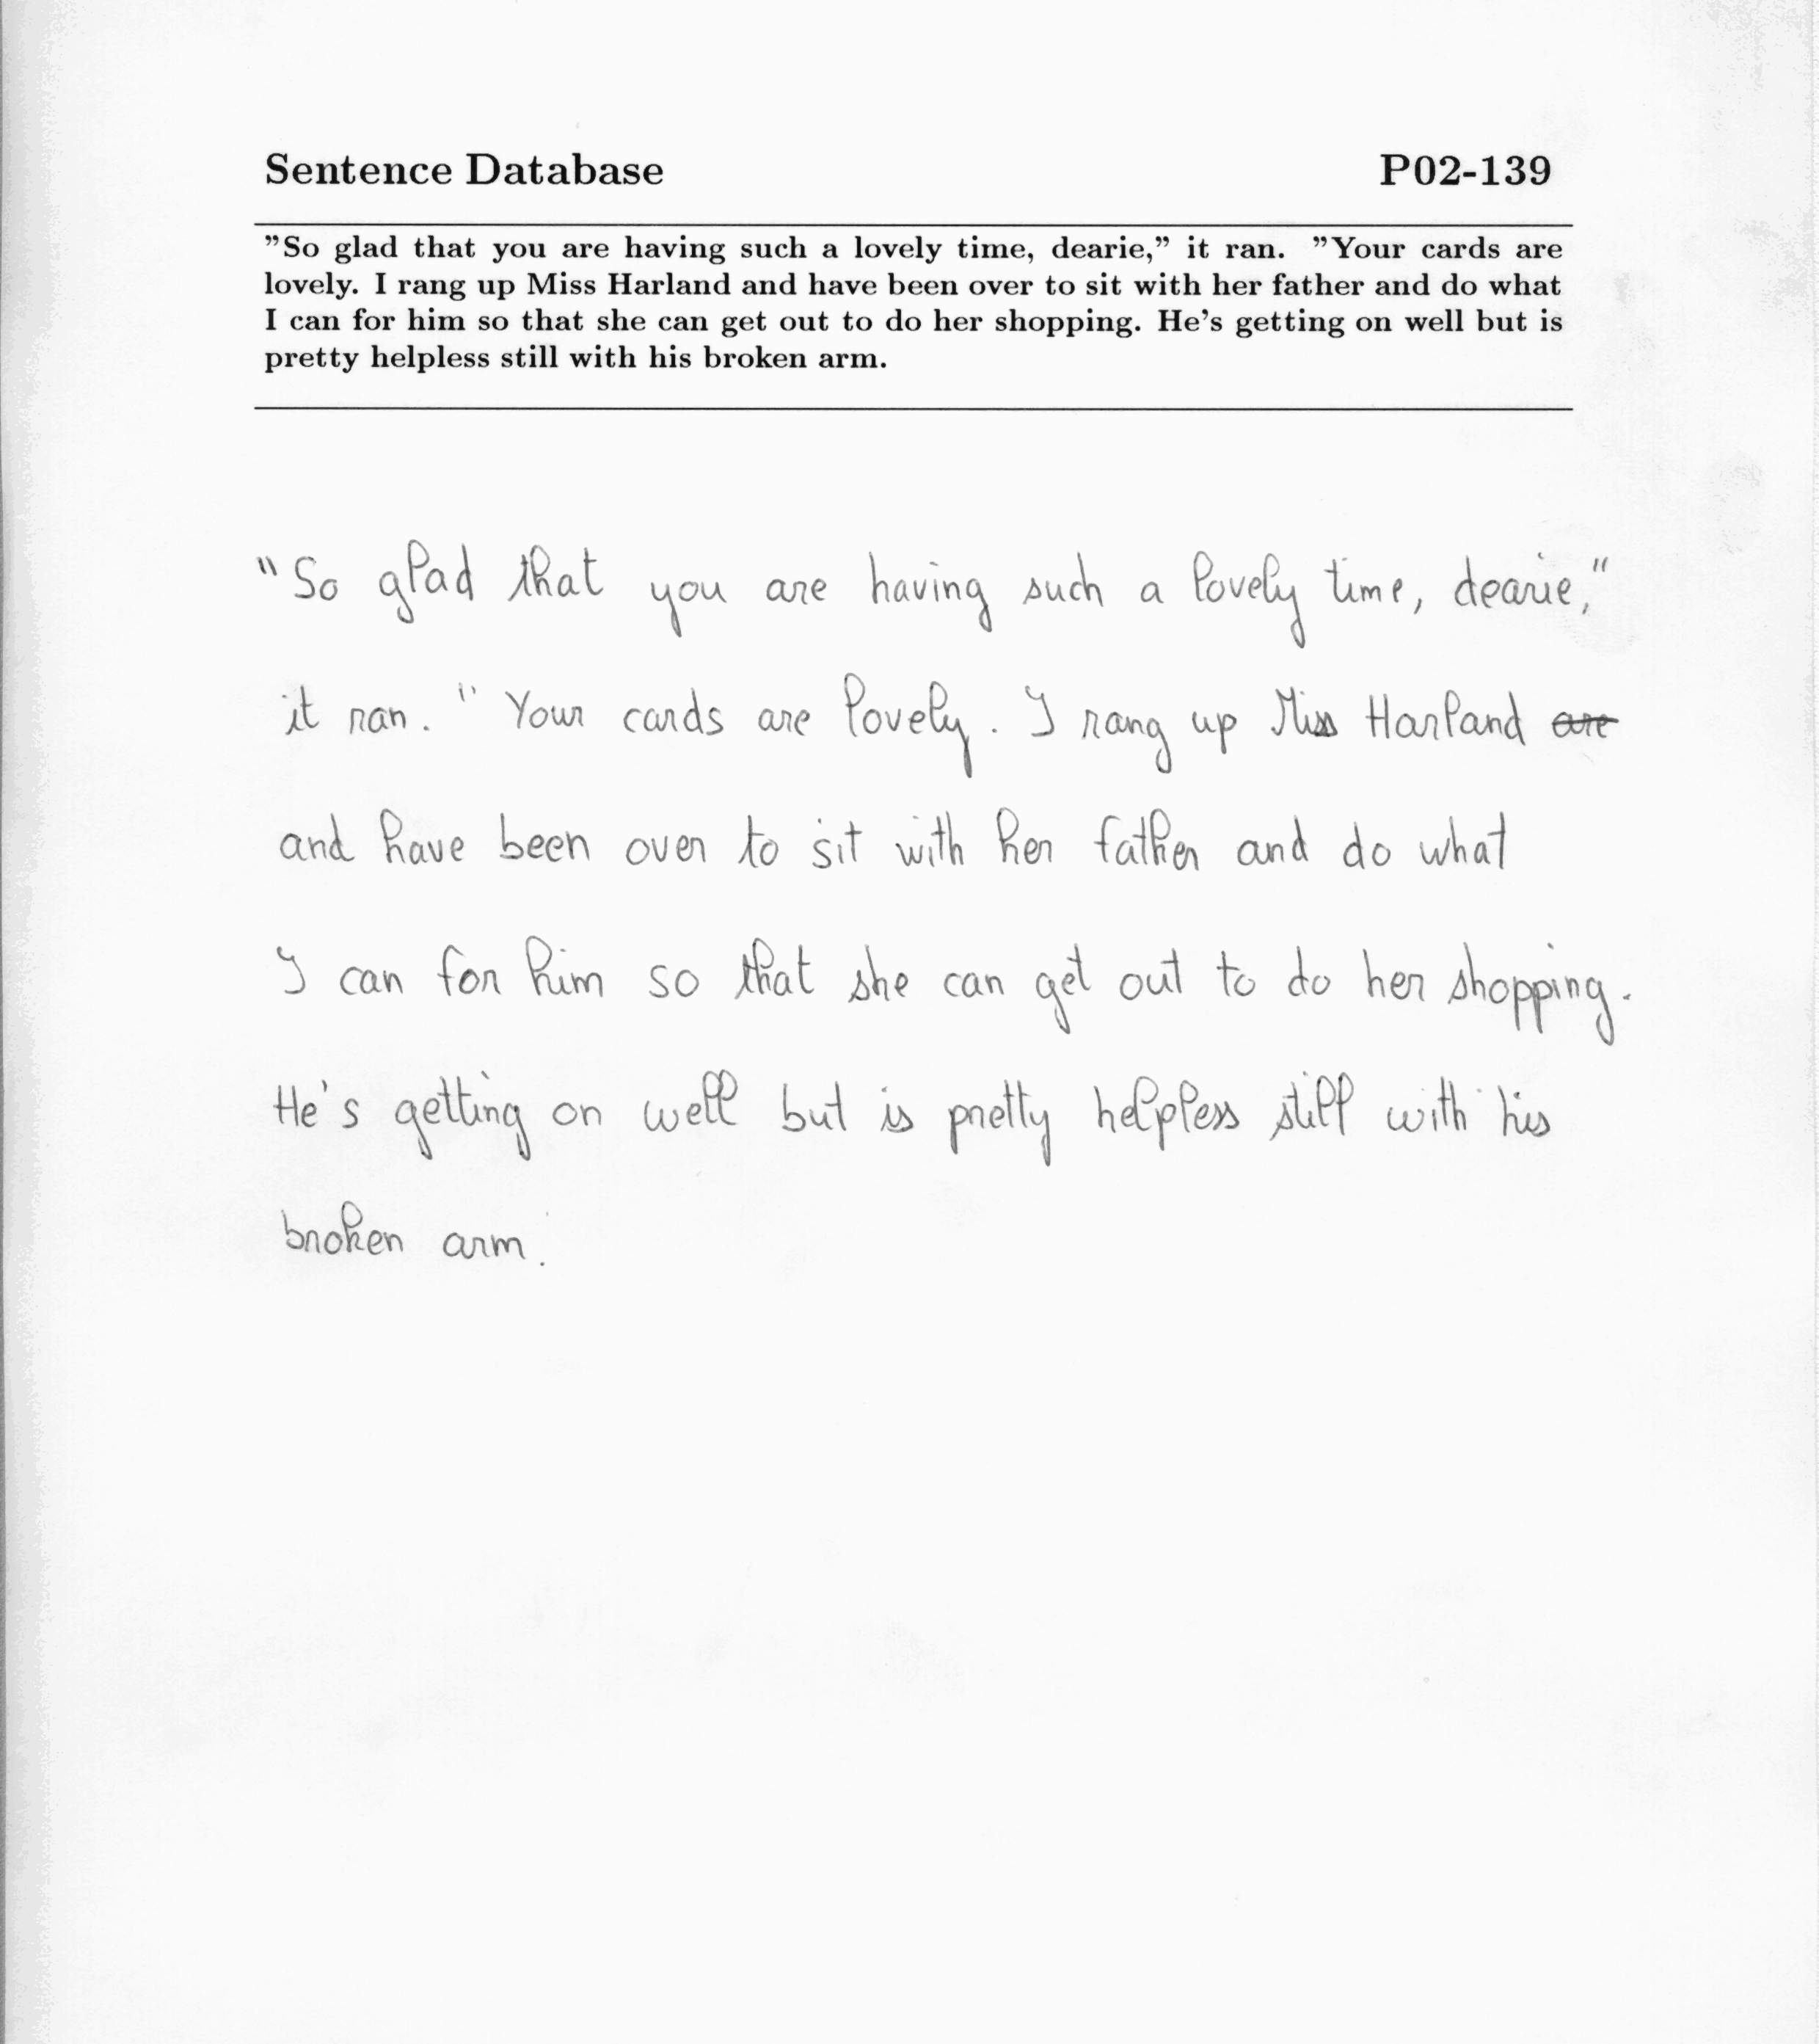 Sentence Database P02-139
"So glad that you are having such a lovely time, dearie," it ran. "Your cards are
lovely. I rang up Miss Harland and have been over to sit with her father and do what
I can for him so that she can get out to do her shopping. He's getting on well but is
pretty helpless still with his broken arm.
"So glad that you are having such a lovely time, dearie,"
it ran. "Your cards are lovely. I rang up Miss Harland are
and have been over to sit with her father and do what
I can for him so that she can get out to do her shopping.
He's getting on well but is pretty helpless still with his
broken arm.